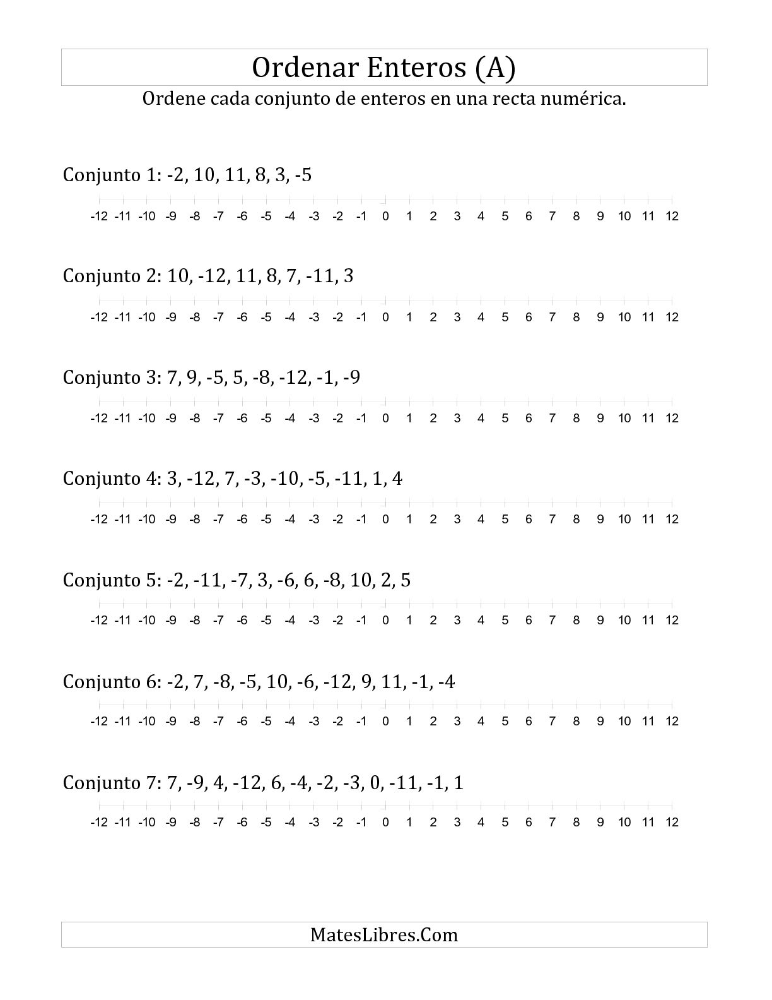 Ordenar Enteros (A)
Ordene cada conjunto de enteros en una recta numérica.
Conjunto 1: -2, 10, 11, 8, 3, -5
-12 -11 -10 -9 -8 -7 -6 -5 -4 -3 -2 -1 0 1 2 3 4 5 6 7 8 9 10 11 12
Conjunto 2: 10, -12, 11, 8, 7, -11, 3
-12 -11 -10 -9 -8 -7 -6 -5 -4 -3 -2 -1 0 1 2 3 4 5 6 7 8 9 10 11 12
Conjunto 3: 7, 9, -5, 5, -8, -12, -1, -9
-12 -11 -10 -9 -8 -7 -6 -5 -4 -3 -2 -1 0 1 2 3 4 5 6 7 8 9 10 11 12
Conjunto 4: 3, -12, 7, -3, -10, -5, -11, 1, 4
-12 -11 -10 -9 -8 -7 -6 -5 -4 -3 -2 -1 0 1 2 3 4 5 6 7 8 9 10 11 12
Conjunto 5: -2, -11, -7, 3, -6, 6, -8, 10, 2, 5
-12 -11 -10 -9 -8 -7 -6 -5 -4 -3 -2 -1 0 1 2 3 4 5 6 7 8 9 10 11 12
Conjunto 6: -2, 7, -8, -5, 10, -6, -12, 9, 11, -1, -4
-12 -11 -10 -9 -8 -7 -6 -5 -4 -3 -2 -1 0 1 2 3 4 5 6 7 8 9 10 11 12
Conjunto 7: 7, -9, 4, -12, 6, -4, -2, -3, 0, -11, -1, 1
-12 -11 -10 -9 -8 -7 -6 -5 -4 -3 -2 -1 0 1 2 3 4 5 6 7 8 9 10 11 12
MatesLibres.Com